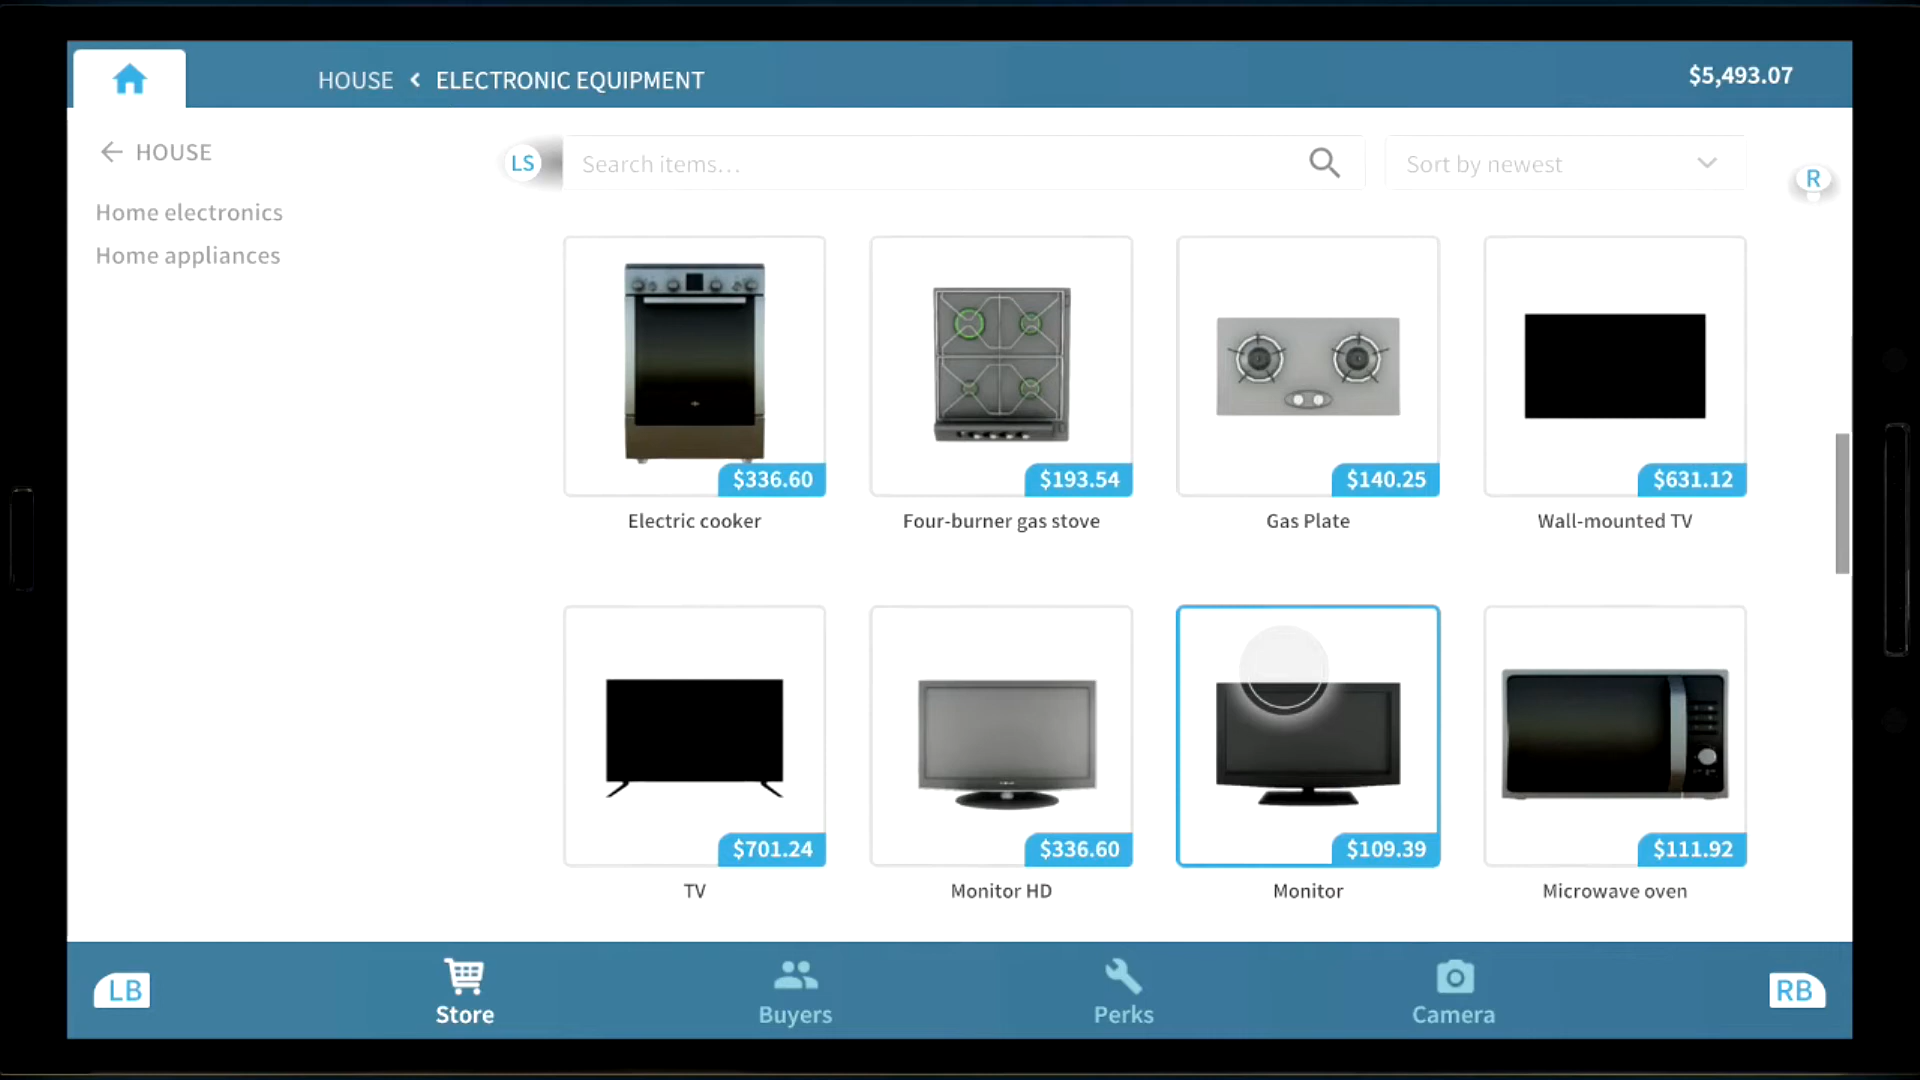 HOUSE < ELECTRONIC EQUIPMENT
$5,493.07
← HOUSE
Home electronics
Home appliances
LS
Search items...
Sort by newest
R
$336.60
$193.54
$140.25
$631.12
Electric cooker
Four-burner gas stove
Gas Plate
Wall-mounted TV
$701.24
$336.60
$109.39
$111.92
TV
Monitor HD
Monitor
Microwave oven
LB
Store
Buyers
Perks
Camera
RB